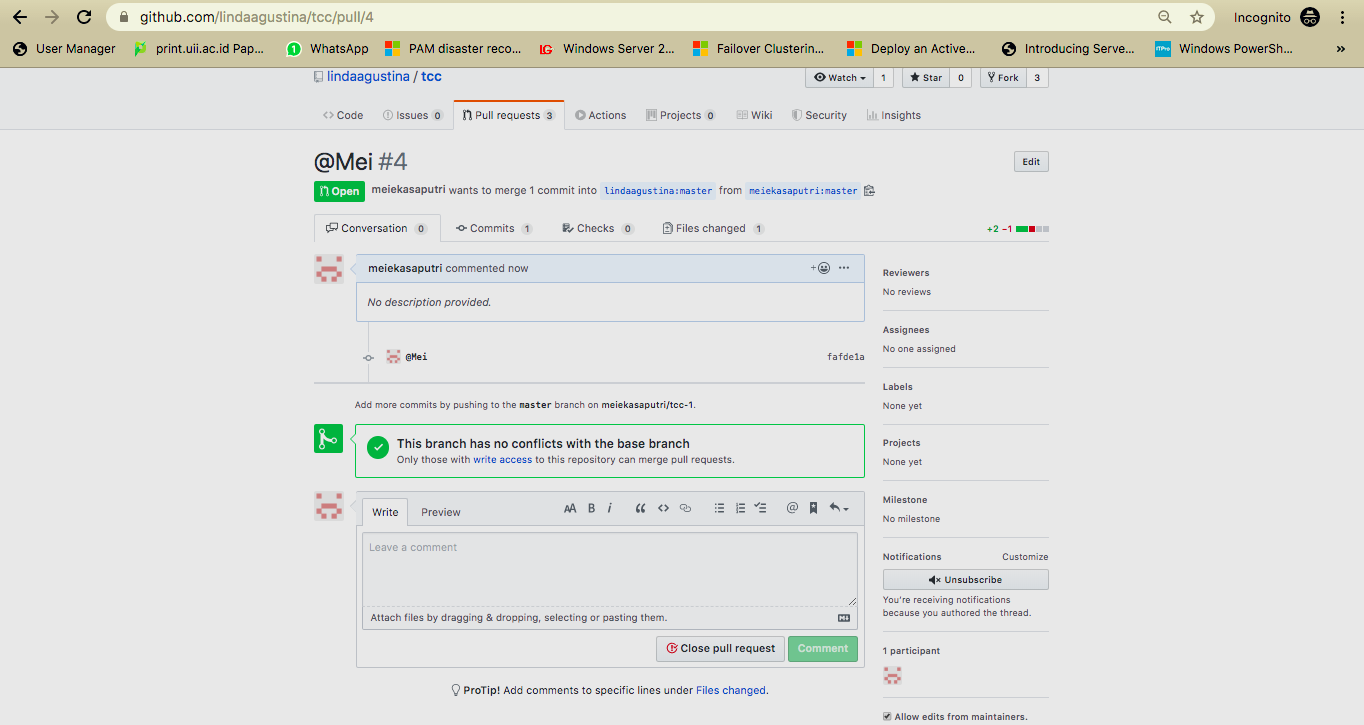 github.com/lindaagustina/tcc/pull/4
Incognito
User Manager
print.uii.ac.id Pap...
WhatsApp
PAM disaster reco...
Windows Server 2...
Failover Clusterin...
Deploy an Active...
Introducing Serve...
Windows PowerSh...
»
lindaagustina / tcc
Watch 1
Star 0
Fork 3
Code
Issues 0
Pull requests 3
Actions
Projects 0
Wiki
Security
Insights
@Mei #4
Edit
Open
meiekasaputri wants to merge 1 commit into lindaagustina:master from meiekasaputri:master
Conversation 0
Commits 1
Checks 0
Files changed 1
+2 −1
meiekasaputri commented now
No description provided.
@Mei
fafde1a
Add more commits by pushing to the master branch on meiekasaputri/tcc-1.
This branch has no conflicts with the base branch
Only those with write access to this repository can merge pull requests.
Write
Preview
Leave a comment
Attach files by dragging & dropping, selecting or pasting them.
Close pull request
Comment
ProTip! Add comments to specific lines under Files changed.
Reviewers
No reviews
Assignees
No one assigned
Labels
None yet
Projects
None yet
Milestone
No milestone
Notifications
Customize
Unsubscribe
You're receiving notifications
because you authored the thread.
1 participant
Allow edits from maintainers.